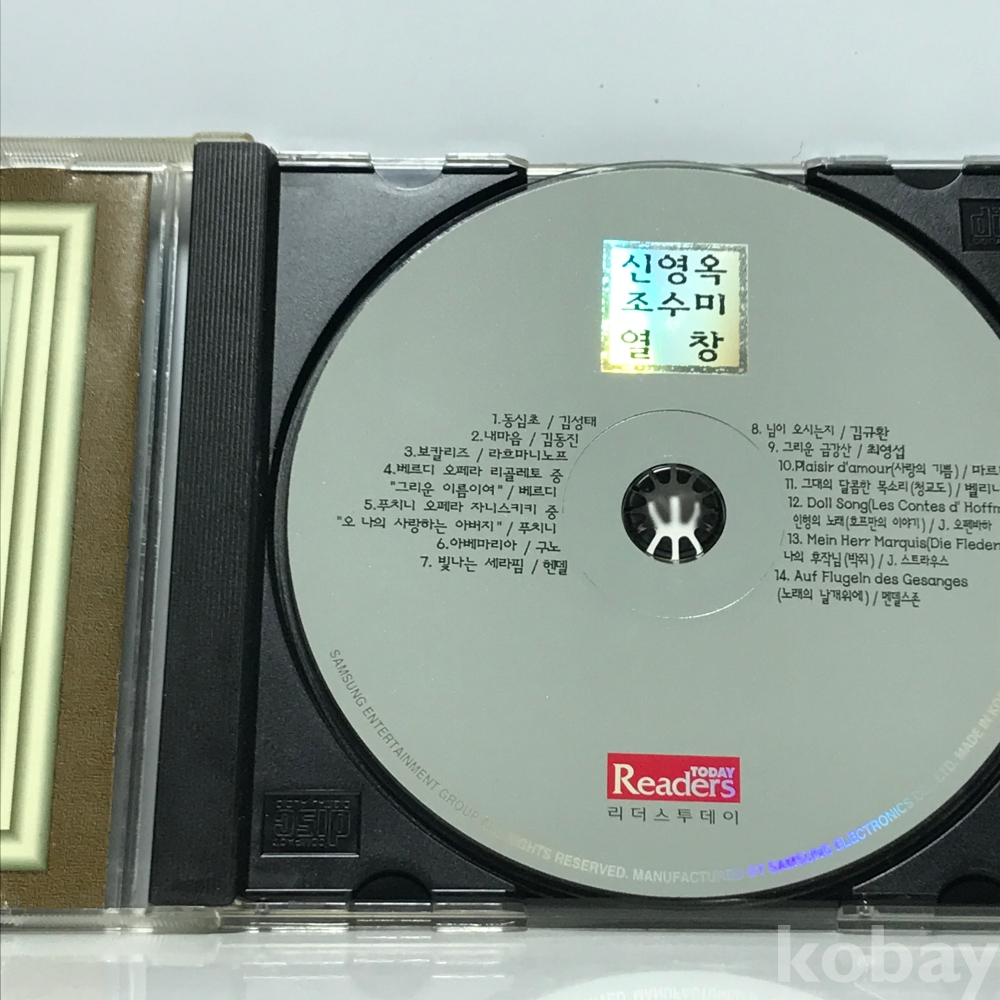 신영옥
조수미
열 창
1.동심초 / 김성태
2.내마음 / 김동진
3.보칼리즈 / 라흐마니노프
4.베르디 오페라 리골레토 중
"그리운 이름이여" / 베르디
5.푸치니 오페라 자니스키키 중
"오 나의 사랑하는 아버지" / 푸치니
6.아베마리아 / 구노
7. 빛나는 세라핌 / 헨델
8. 님이 오시는지 / 김규환
9. 그리운 금강산 / 최영섭
10.Plaisir d'amour(사랑의 기쁨) / 마르
11. 그대의 달콤한 목소리(청교도) / 벨리니
12. Doll Song(Les Contes d' Hoffm
인형의 노래(호프만의 이야기) / J. 오펜바하
13. Mein Herr Marquis(Die Fleder
나의 후작님(박쥐) / J. 스트라우스
14. Auf Flugeln des Gesanges
(노래의 날개위에) / 멘델스존
TODAY
Readers
리더스투데이
SAMSUNG ENTERTAINMENT GROUP RIGHTS RESERVED. MANUFACTURED BY SAMSUNG ELECTRONICS CO., LTD. MADE IN KO
disc
kobay